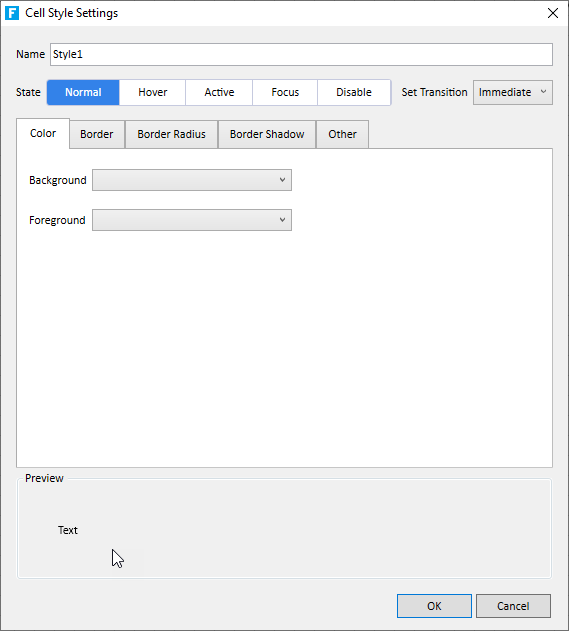 F Cell Style Settings
Name Style1
State Normal Hover Active Focus Disable Set Transition Immediate
Color Border Border Radius Border Shadow Other
Background
Foreground
Preview
Text
OK Cancel